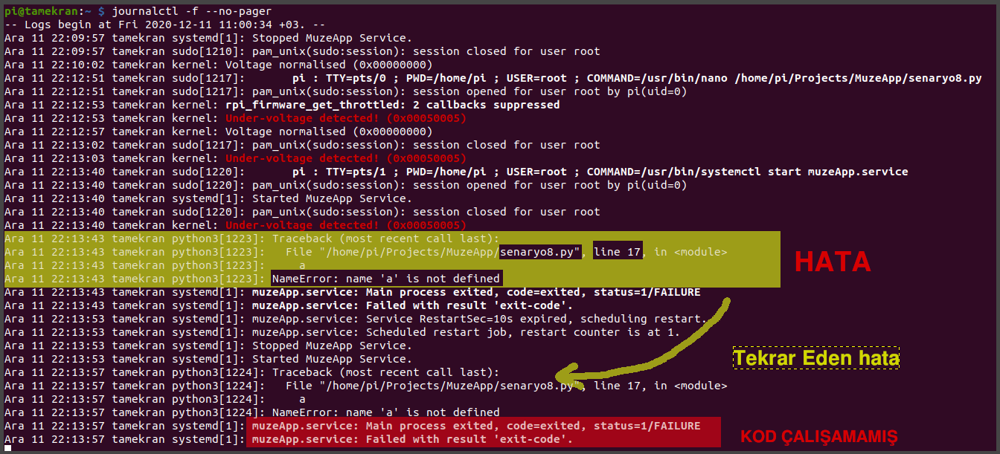 pi@tamekran:~ $ journalctl -f --no-pager
-- Logs begin at Fri 2020-12-11 11:00:34 +03. --
Ara 11 22:09:57 tamekran systemd[1]: Stopped MuzeApp Service.
Ara 11 22:09:57 tamekran sudo[1210]: pam_unix(sudo:session): session closed for user root
Ara 11 22:10:02 tamekran kernel: Voltage normalised (0x00000000)
Ara 11 22:12:51 tamekran sudo[1217]:       pi : TTY=pts/0 ; PWD=/home/pi ; USER=root ; COMMAND=/usr/bin/nano /home/pi/Projects/MuzeApp/senaryo8.py
Ara 11 22:12:51 tamekran sudo[1217]: pam_unix(sudo:session): session opened for user root by pi(uid=0)
Ara 11 22:12:53 tamekran kernel: rpi_firmware_get_throttled: 2 callbacks suppressed
Ara 11 22:12:53 tamekran kernel: Under-voltage detected! (0x00050005)
Ara 11 22:12:57 tamekran kernel: Voltage normalised (0x00000000)
Ara 11 22:13:02 tamekran sudo[1217]: pam_unix(sudo:session): session closed for user root
Ara 11 22:13:03 tamekran kernel: Under-voltage detected! (0x00050005)
Ara 11 22:13:40 tamekran sudo[1220]:       pi : TTY=pts/1 ; PWD=/home/pi ; USER=root ; COMMAND=/usr/bin/systemctl start muzeApp.service
Ara 11 22:13:40 tamekran sudo[1220]: pam_unix(sudo:session): session opened for user root by pi(uid=0)
Ara 11 22:13:40 tamekran systemd[1]: Started MuzeApp Service.
Ara 11 22:13:40 tamekran sudo[1220]: pam_unix(sudo:session): session closed for user root
Ara 11 22:13:40 tamekran kernel: Under-voltage detected! (0x00050005)
Ara 11 22:13:43 tamekran python3[1223]: Traceback (most recent call last):
Ara 11 22:13:43 tamekran python3[1223]:   File "/home/pi/Projects/MuzeApp/senaryo8.py", line 17, in <module>
Ara 11 22:13:43 tamekran python3[1223]:     a
Ara 11 22:13:43 tamekran python3[1223]: NameError: name 'a' is not defined
HATA
Ara 11 22:13:43 tamekran systemd[1]: muzeApp.service: Main process exited, code=exited, status=1/FAILURE
Ara 11 22:13:43 tamekran systemd[1]: muzeApp.service: Failed with result 'exit-code'.
Ara 11 22:13:53 tamekran systemd[1]: muzeApp.service: Service RestartSec=10s expired, scheduling restart.
Ara 11 22:13:53 tamekran systemd[1]: muzeApp.service: Scheduled restart job, restart counter is at 1.
Ara 11 22:13:53 tamekran systemd[1]: Stopped MuzeApp Service.
Ara 11 22:13:53 tamekran systemd[1]: Started MuzeApp Service.
Tekrar Eden hata
Ara 11 22:13:57 tamekran python3[1224]: Traceback (most recent call last):
Ara 11 22:13:57 tamekran python3[1224]:   File "/home/pi/Projects/MuzeApp/senaryo8.py", line 17, in <module>
Ara 11 22:13:57 tamekran python3[1224]:     a
Ara 11 22:13:57 tamekran python3[1224]: NameError: name 'a' is not defined
Ara 11 22:13:57 tamekran systemd[1]: muzeApp.service: Main process exited, code=exited, status=1/FAILURE
Ara 11 22:13:57 tamekran systemd[1]: muzeApp.service: Failed with result 'exit-code'.
KOD ÇALIŞAMAMIŞ